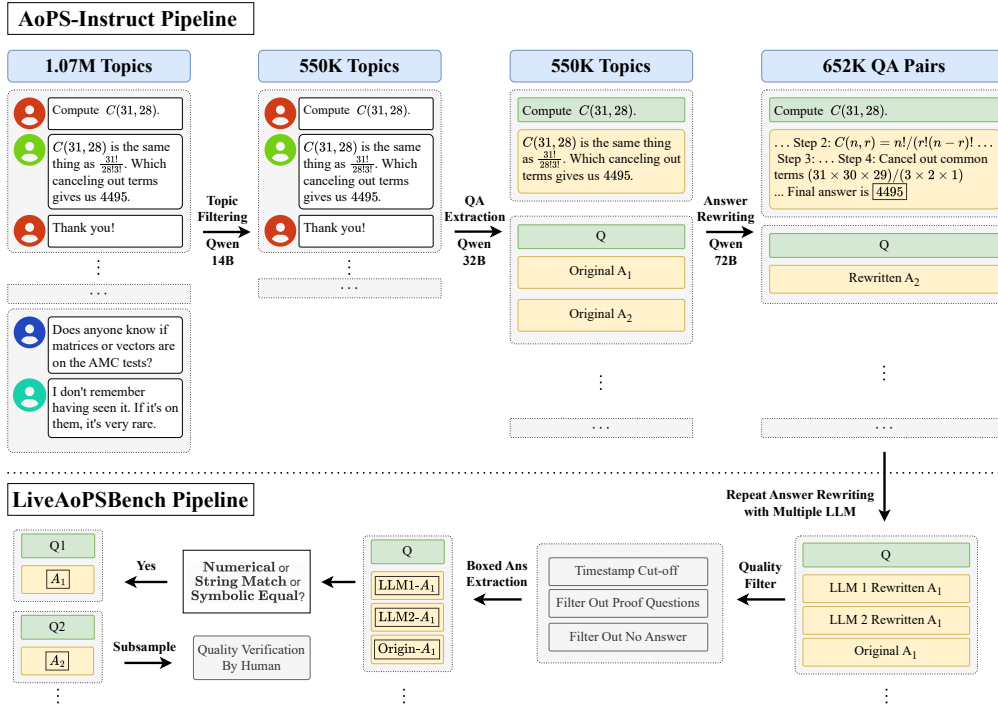 AoPS-Instruct Pipeline
1.07M Topics
Compute C(31, 28).
C(31, 28) is the same
thing as 31!/28!3!. Which
canceling out terms
gives us 4495.
Thank you!
⋮
...
Does anyone know if
matrices or vectors are
on the AMC tests?
I don't remember
having seen it. If it's on
them, it's very rare.
Topic
Filtering
Qwen
14B
550K Topics
Compute C(31, 28).
C(31, 28) is the same
thing as 31!/28!3!. Which
canceling out terms
gives us 4495.
Thank you!
⋮
...
QA
Extraction
Qwen
32B
550K Topics
Compute C(31, 28).
C(31, 28) is the same
thing as 31!/28!3!. Which canceling out
terms gives us 4495.
Q
Original A₁
Original A₂
⋮
...
Answer
Rewriting
Qwen
72B
652K QA Pairs
Compute C(31, 28).
... Step 2: C(n, r) = n!/(r!(n − r)! ...
Step 3: ... Step 4: Cancel out common
terms (31 × 30 × 29)/(3 × 2 × 1)
... Final answer is 4495
Q
Rewritten A₂
⋮
...
LiveAoPSBench Pipeline
Repeat Answer Rewriting
with Multiple LLM
Q
LLM 1 Rewritten A₁
LLM 2 Rewritten A₁
Original A₁
⋮
Quality
Filter
Timestamp Cut-off
Filter Out Proof Questions
Filter Out No Answer
Boxed Ans
Extraction
Q
LLM1-A₁
LLM2-A₁
Origin-A₁
⋮
Numerical or
String Match or
Symbolic Equal?
Yes
Q1
A₁
Q2
A₂
⋮
Subsample
Quality Verification
By Human